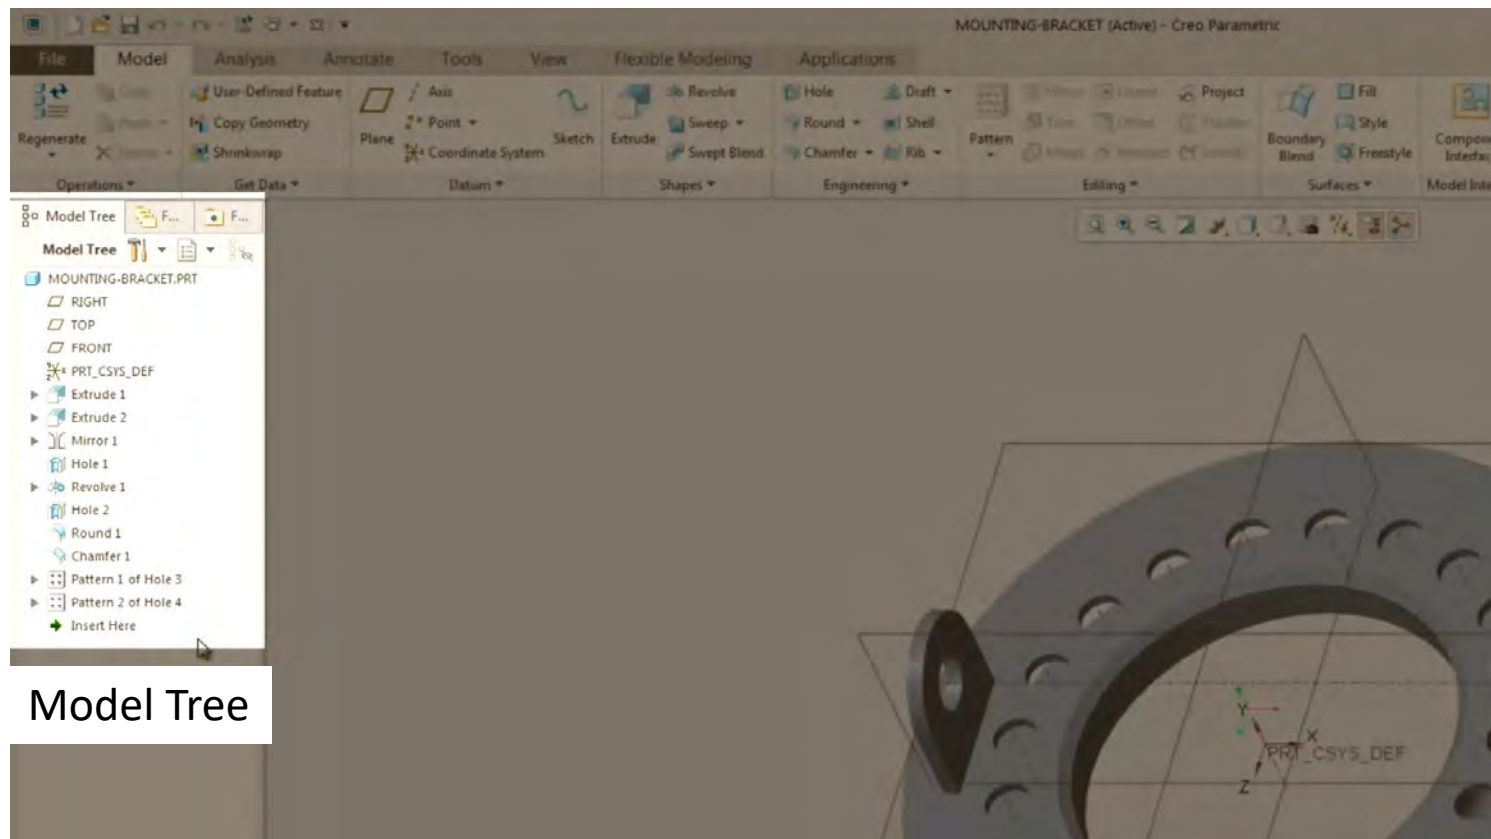 MOUNTING-BRACKET (Active) - Creo Parametric
File Model Analysis Annotate Tools View Flexible Modeling Applications
User-Defined Feature Axis Revolve Hole Draft Project Fill
Copy Geometry Point Sweep Round Shell Style
Regenerate Plane Sketch Extrude Pattern Boundary
Shrinkwrap Coordinate System Swept Blend Chamfer Rib Blend Freestyle
Operations Get Data Datum Shapes Engineering Editing Surfaces Model
Model Tree F... F...
Model Tree
MOUNTING-BRACKET.PRT
RIGHT
TOP
FRONT
PRT_CSYS_DEF
Extrude 1
Extrude 2
Mirror 1
Hole 1
Revolve 1
Hole 2
Round 1
Chamfer 1
Pattern 1 of Hole 3
Pattern 2 of Hole 4
Insert Here
Model Tree
Y
X
PRT_CSYS_DEF
Z